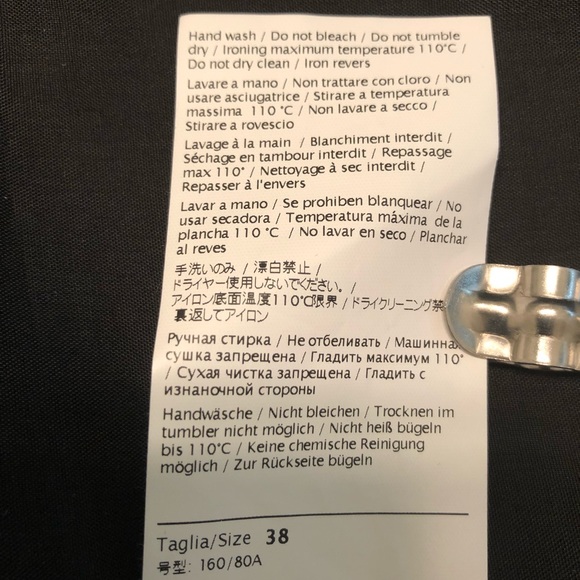 Hand wash / Do not bleach / Do not tumble
dry / Ironing maximum temperature 110°C /
Do not dry clean / Iron revers
Lavare a mano / Non trattare con cloro / Non
usare asciugatrice / Stirare a temperatura
massima 110 °C / Non lavare a secco /
Stirare a rovescio
Lavage à la main / Blanchiment interdit /
Séchage en tambour interdit / Repassage
max 110° / Nettoyage à sec interdit /
Repasser à l'envers
Lavar a mano / Se prohiben blanquear / No
usar secadora / Temperatura máxima de la
plancha 110 °C / No lavar en seco / Planchar
al reves
手洗いのみ / 漂白禁止 /
ドライヤー使用しないでください。 /
アイロン底面温度110°C限界 / ドライクリーニング禁
裏返してアイロン
Ручная стирка / Не отбеливать / Машинная
сушка запрещена / Гладить максимум 110°
/ Сухая чистка запрещена / Гладить с
изнаночной стороны
Handwäsche / Nicht bleichen / Trocknen im
tumbler nicht möglich / Nicht heiß bügeln
bis 110°C / Keine chemische Reinigung
möglich / Zur Rückseite bügeln
Taglia/Size 38
号型: 160/80A